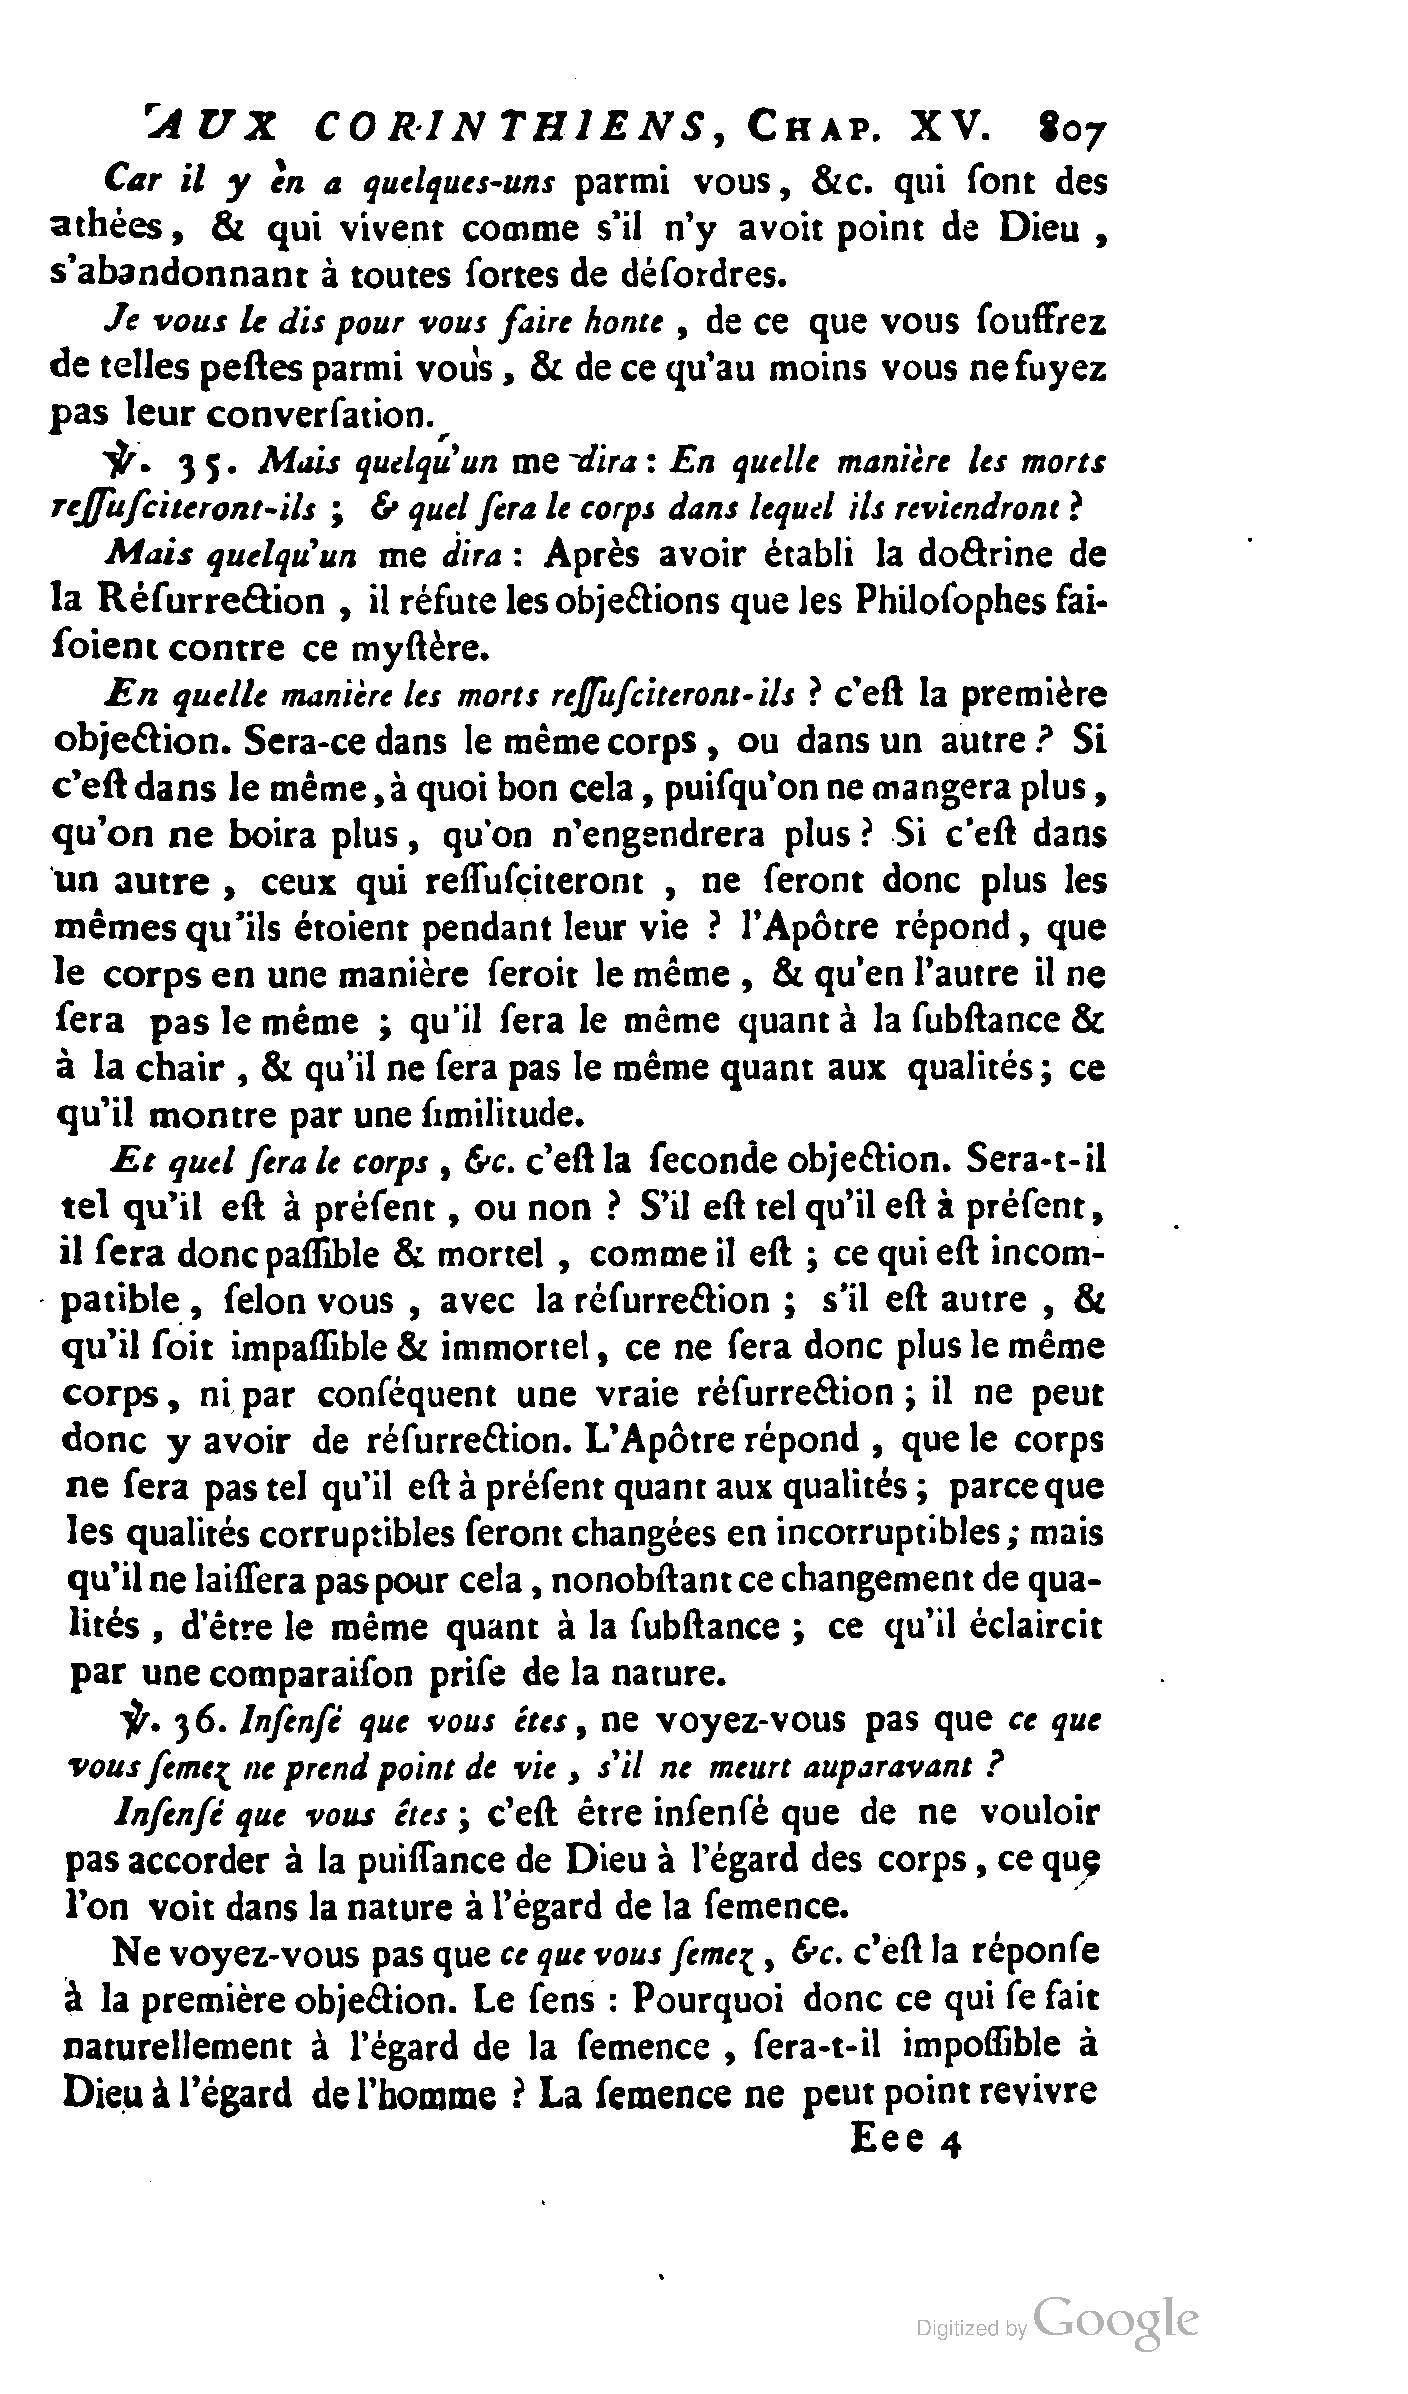 AUX CORINTHIENS, CHAP. XV. 807
Car il y en a quelques-uns parmi vous, &c. qui ſont des
athées, & qui vivent comme s'il n'y avoit point de Dieu,
s'abandonnant à toutes ſortes de déſordres.
Je vous le dis pour vous faire honte, de ce que vous ſouffrez
de telles peſtes parmi vous, & de ce qu'au moins vous ne fuyez
pas leur converſation.
℣. 35. Mais quelqu'un me dira : En quelle manière les morts
reſſuſciteront-ils ; & quel ſera le corps dans lequel ils reviendront ?
Mais quelqu'un me dira : Après avoir établi la doctrine de
la Réſurrection, il réfute les objections que les Philoſophes fai-
ſoient contre ce myſtère.
En quelle manière les morts reſſuſciteront-ils ? c'eſt la première
objection. Sera-ce dans le même corps, ou dans un autre ? Si
c'eſt dans le même, à quoi bon cela, puiſqu'on ne mangera plus,
qu'on ne boira plus, qu'on n'engendrera plus ? Si c'eſt dans
un autre, ceux qui reſſuſciteront, ne ſeront donc plus les
mêmes qu'ils étoient pendant leur vie ? l'Apôtre répond, que
le corps en une manière ſeroit le même, & qu'en l'autre il ne
ſera pas le même ; qu'il ſera le même quant à la ſubſtance &
à la chair, & qu'il ne ſera pas le même quant aux qualités ; ce
qu'il montre par une ſimilitude.
Et quel ſera le corps, &c. c'eſt la ſeconde objection. Sera-t-il
tel qu'il eſt à préſent, ou non ? S'il eſt tel qu'il eſt à préſent,
il ſera donc paſſible & mortel, comme il eſt ; ce qui eſt incom-
patible, ſelon vous, avec la réſurrection ; s'il eſt autre, &
qu'il ſoit impaſſible & immortel, ce ne ſera donc plus le même
corps, ni par conſéquent une vraie réſurrection ; il ne peut
donc y avoir de réſurrection. L'Apôtre répond, que le corps
ne ſera pas tel qu'il eſt à préſent quant aux qualités ; parceque
les qualités corruptibles ſeront changées en incorruptibles ; mais
qu'il ne laiſſera pas pour cela, nonobſtant ce changement de qua-
lités, d'être le même quant à la ſubſtance ; ce qu'il éclaircit
par une comparaiſon priſe de la nature.
℣. 36. Inſenſé que vous êtes, ne voyez-vous pas que ce que
vous ſemez ne prend point de vie, s'il ne meurt auparavant ?
Inſenſé que vous êtes ; c'eſt être inſenſé que de ne vouloir
pas accorder à la puiſſance de Dieu à l'égard des corps, ce que
l'on voit dans la nature à l'égard de la ſemence.
Ne voyez-vous pas que ce que vous ſemez, &c. c'eſt la réponſe
à la première objection. Le ſens : Pourquoi donc ce qui ſe fait
naturellement à l'égard de la ſemence, ſera-t-il impoſſible à
Dieu à l'égard de l'homme ? La ſemence ne peut point revivre
Eee 4
Digitized by Google